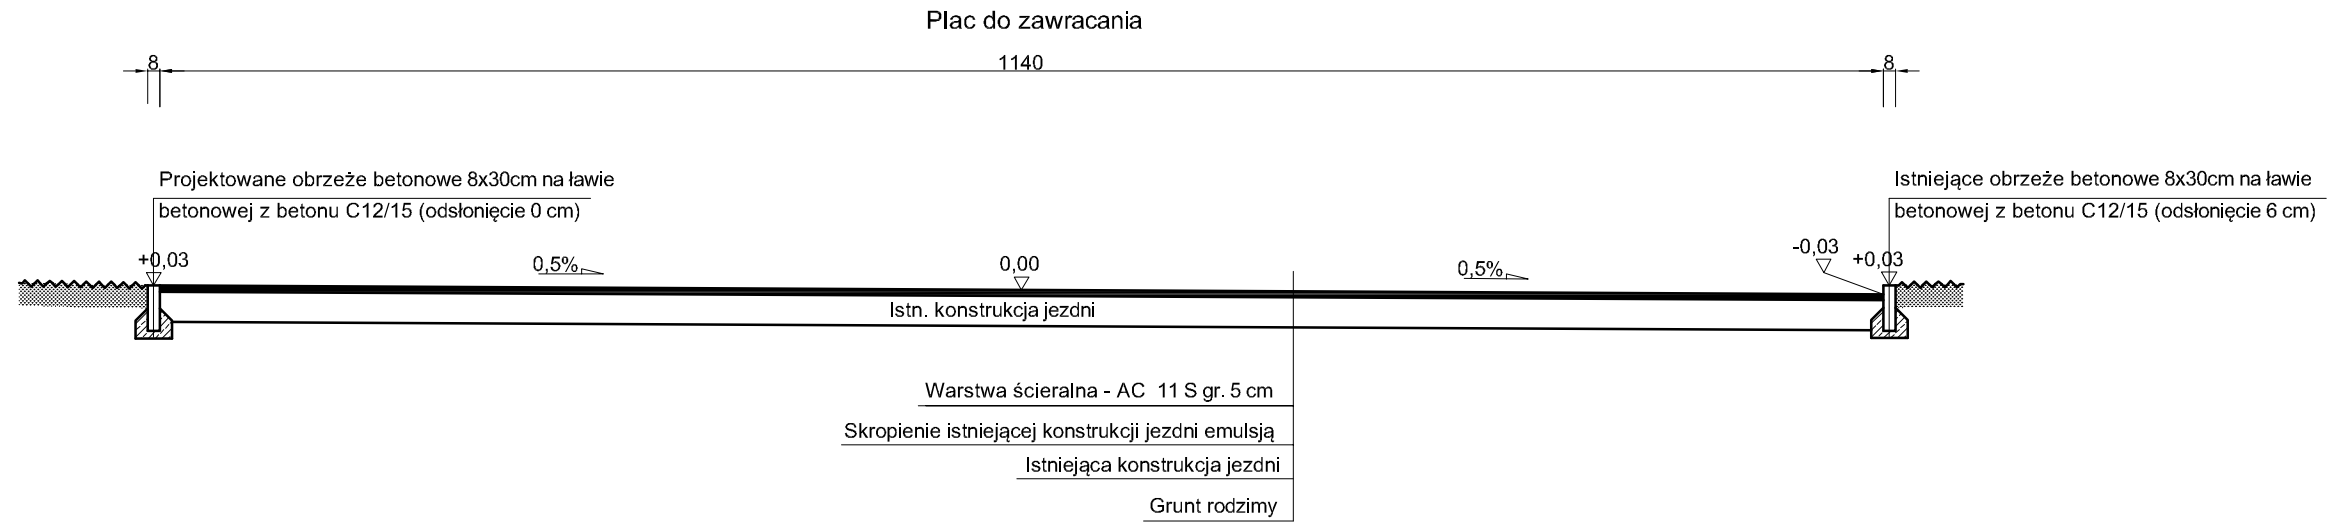 Plac do zawracania
8
1140
8
Projektowane obrzeże betonowe 8x30cm na ławie
betonowej z betonu C12/15 (odsłonięcie 0 cm)
Istniejące obrzeże betonowe 8x30cm na ławie
betonowej z betonu C12/15 (odsłonięcie 6 cm)
+0,03
0,5%
0,00
0,5%
-0,03
+0,03
Istn. konstrukcja jezdni
Warstwa ścieralna - AC 11 S gr. 5 cm
Skropienie istniejącej konstrukcji jezdni emulsją
Istniejąca konstrukcja jezdni
Grunt rodzimy